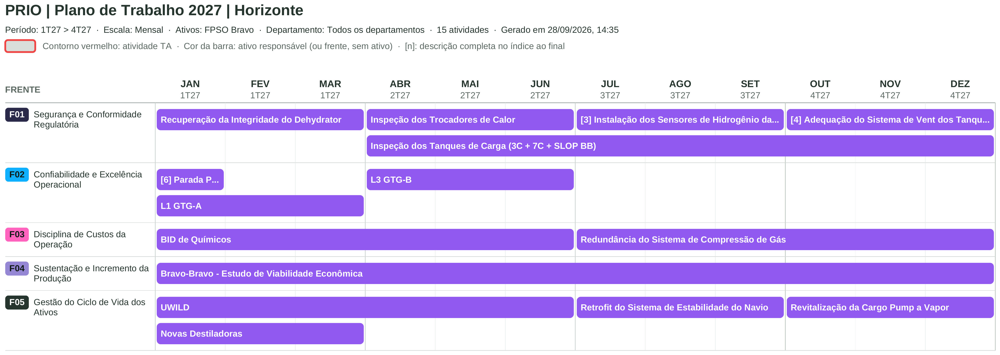 PRIO | Plano de Trabalho 2027 | Horizonte
Período: 1T27 > 4T27 · Escala: Mensal · Ativos: FPSO Bravo · Departamento: Todos os departamentos · 15 atividades · Gerado em 28/09/2026, 14:35
Contorno vermelho: atividade TA · Cor da barra: ativo responsável (ou frente, sem ativo) · [n]: descrição completa no índice ao final
FRENTE
JAN FEV MAR ABR MAI JUN JUL AGO SET OUT NOV DEZ
1T27 1T27 1T27 2T27 2T27 2T27 3T27 3T27 3T27 4T27 4T27 4T27
F01 Segurança e Conformidade
Regulatória
Recuperação da Integridade do Dehydrator
Inspeção dos Trocadores de Calor
[3] Instalação dos Sensores de Hidrogênio da...
[4] Adequação do Sistema de Vent dos Tanqu...
Inspeção dos Tanques de Carga (3C + 7C + SLOP BB)
F02 Confiabilidade e Excelência
Operacional
[6] Parada P...
L3 GTG-B
L1 GTG-A
F03 Disciplina de Custos da
Operação
BID de Químicos
Redundância do Sistema de Compressão de Gás
F04 Sustentação e Incremento da
Produção
Bravo-Bravo - Estudo de Viabilidade Econômica
F05 Gestão do Ciclo de Vida dos
Ativos
UWILD
Retrofit do Sistema de Estabilidade do Navio
Revitalização da Cargo Pump a Vapor
Novas Destiladoras